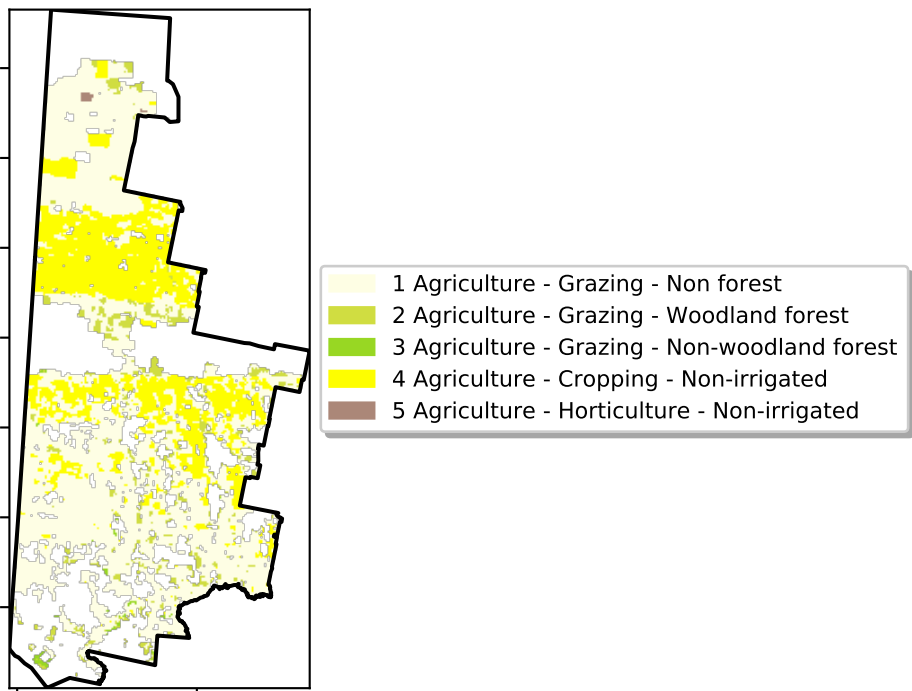 1 Agriculture - Grazing - Non forest
2 Agriculture - Grazing - Woodland forest
3 Agriculture - Grazing - Non-woodland forest
4 Agriculture - Cropping - Non-irrigated
5 Agriculture - Horticulture - Non-irrigated